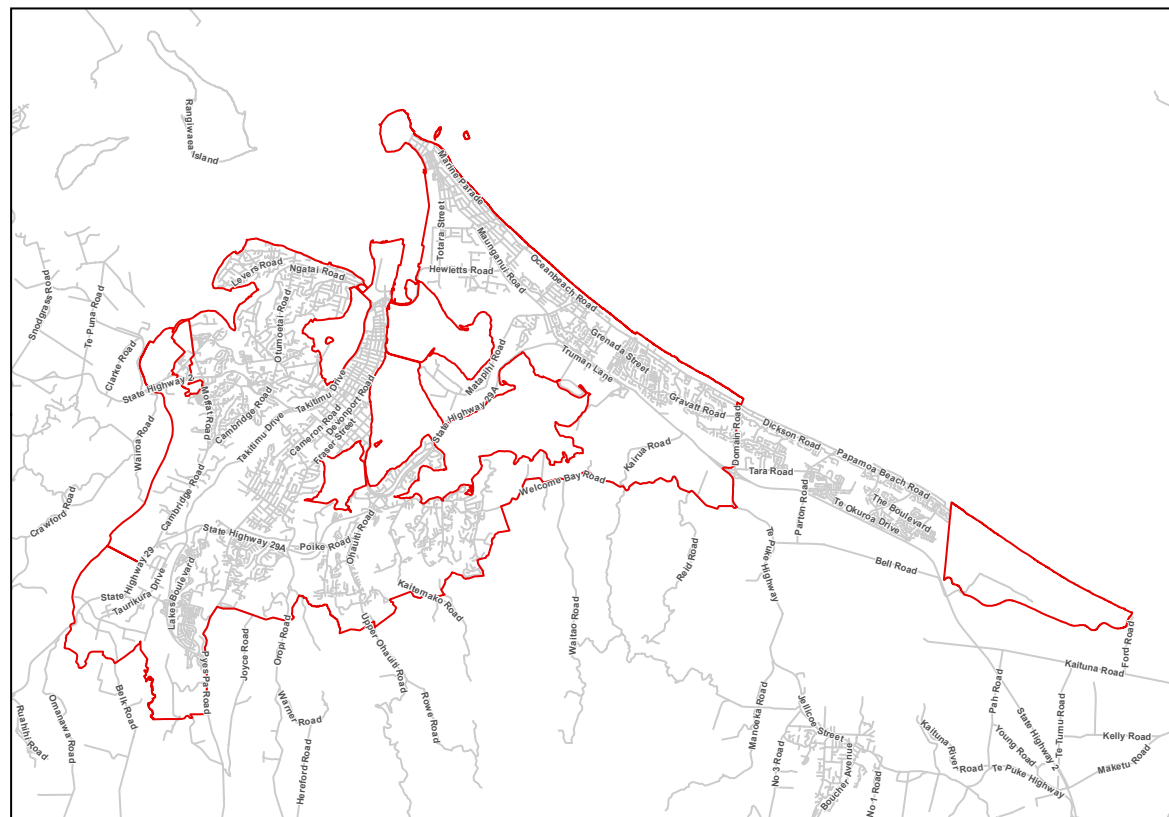 Rangiwaea Island
Marine Parade
Totara Street
Maunganui Road
Hewletts Road
Oceanbeach Road
Levers Road
Ngatai Road
Snodgrass Road
Te Puna Road
Clarke Road
Otumoetai Road
State Highway 2
Moffat Road
Cambridge Road
Takitimu Drive
Takitimu Drive
Cameron Road
Devonport Road
Fraser Street
Matapihi Road
State Highway 29A
Grenada Street
Truman Lane
Gravatt Road
Domain Road
Dickson Road
Papamoa Beach Road
Tara Road
Kairua Road
Welcome Bay Road
Parton Road
The Boulevard
Te Okuroa Drive
Wairoa Road
Crawford Road
Cambridge Road
State Highway 29A
Poike Road
Ohauiti Road
State Highway 29
Taurikura Drive
Lakes Boulevard
Kaitemako Road
Upper Ohauiti Road
Reid Road
Te Puke Highway
Bell Road
Waitao Road
Pyes Pa Road
Joyce Road
Oropi Road
Warner Road
Rowe Road
Belk Road
Omanawa Road
Ruahihi Road
Hereford Road
Ford Road
Kaituna Road
Manoeka Road
Jellicoe Street
No 3 Road
Boucher Avenue
No 1 Road
Kaituna River Road
Pah Road
Young Road
State Highway 2
Te Tumu Road
Te Puke Highway
Kelly Road
Maketu Road